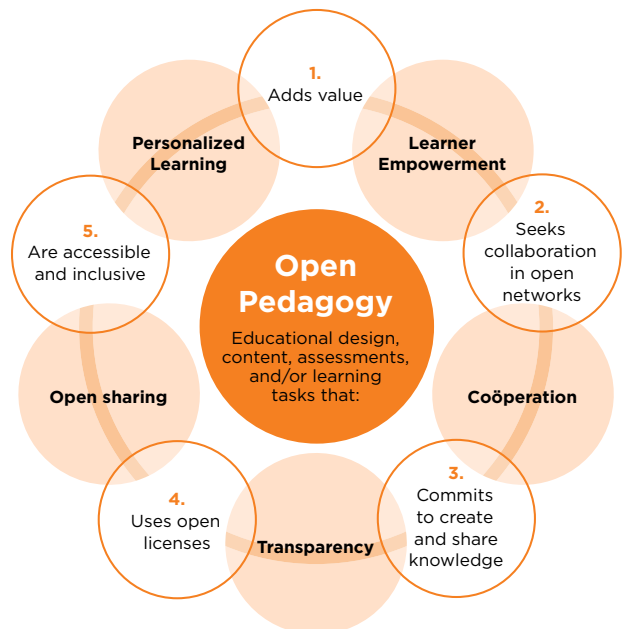 Open
Pedagogy
Educational design,
content, assessments,
and/or learning
tasks that:
1.
Adds value
Learner
Empowerment
2.
Seeks
collaboration
in open
networks
Coöperation
3.
Commits
to create
and share
knowledge
Transparency
4.
Uses open
licenses
Open sharing
5.
Are accessible
and inclusive
Personalized
Learning